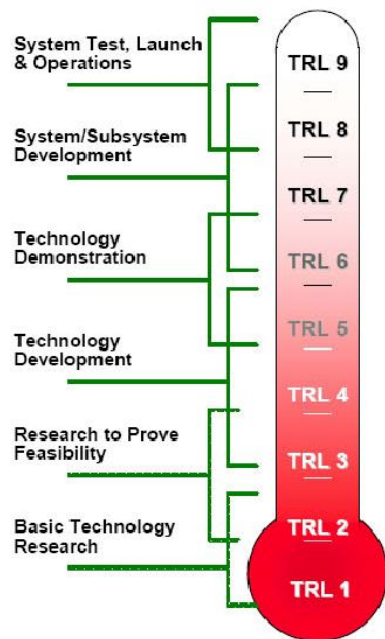 System Test, Launch
& Operations
System/Subsystem
Development
Technology
Demonstration
Technology
Development
Research to Prove
Feasibility
Basic Technology
Research
TRL 9
TRL 8
TRL 7
TRL 6
TRL 5
TRL 4
TRL 3
TRL 2
TRL 1